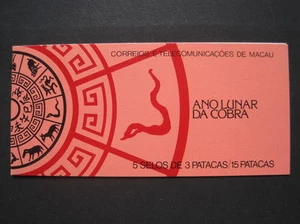 CORREIOS E TELECOMUNICAÇÕES DE MACAU
ANO LUNAR
DA COBRA
5 SELOS DE 3 PATACAS/15 PATACAS